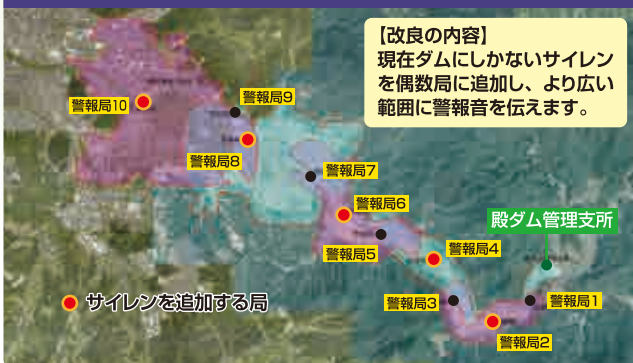 【改良の内容】
現在ダムにしかないサイレン
を偶数局に追加し、より広い
範囲に警報音を伝えます。
警報局10
警報局9
警報局8
警報局7
警報局6
殿ダム管理支所
警報局5
警報局4
サイレンを追加する局
警報局3
警報局1
警報局2